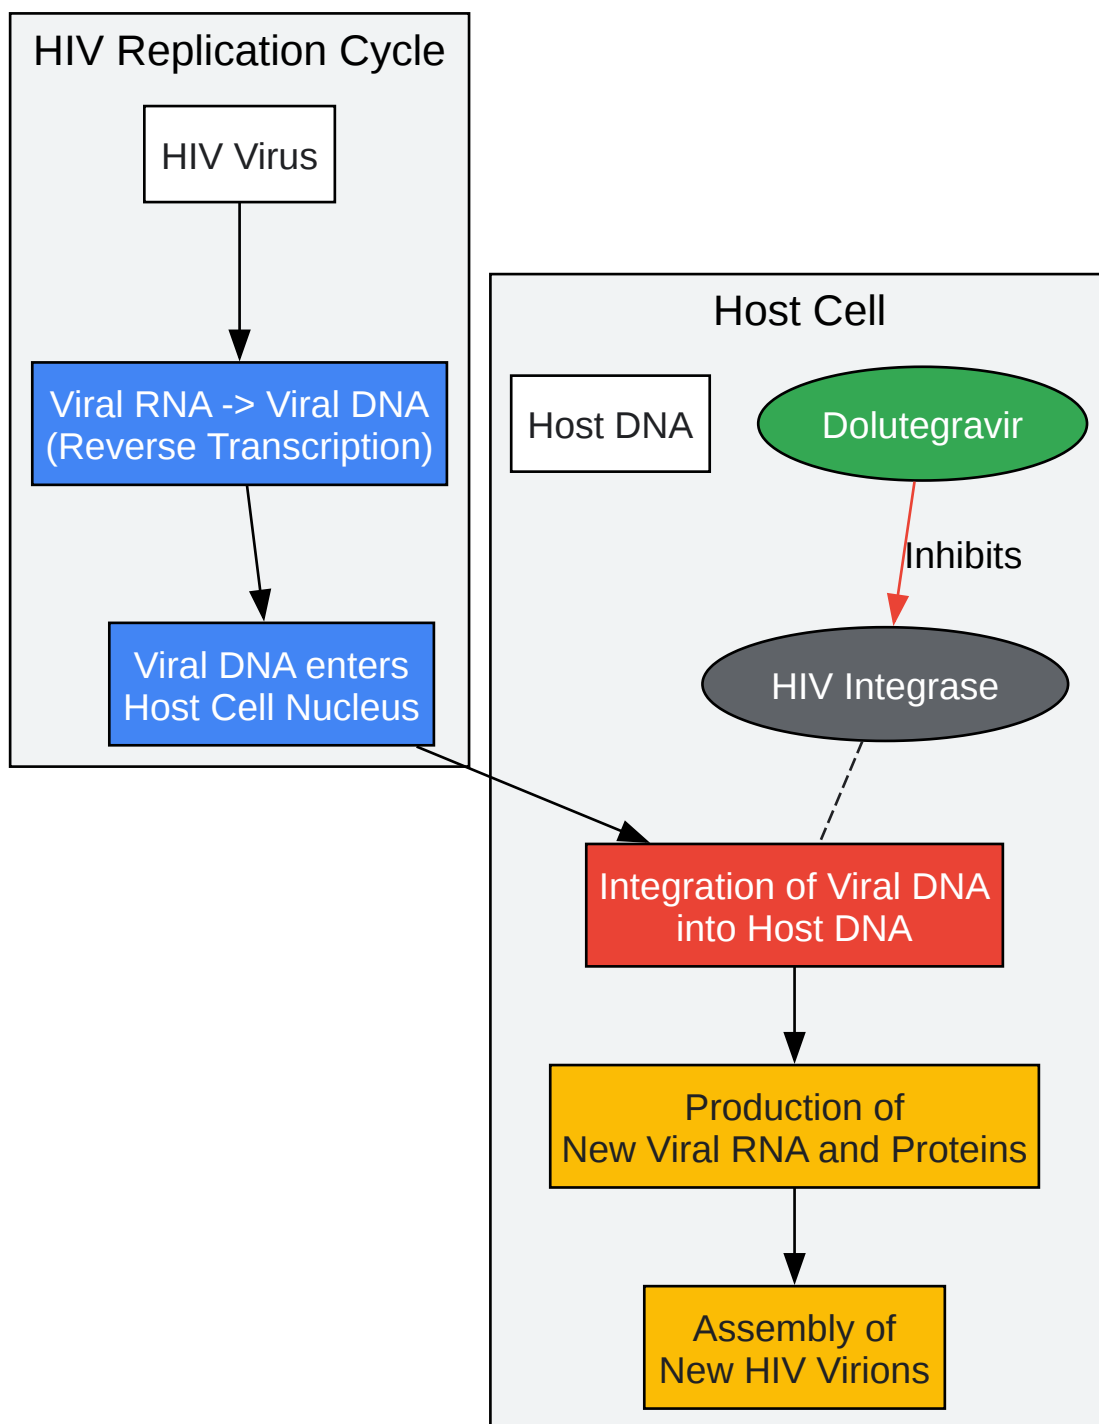 HIV Replication Cycle
HIV Virus
Viral RNA -> Viral DNA
(Reverse Transcription)
Viral DNA enters
Host Cell Nucleus
Host Cell
Host DNA
Dolutegravir
Inhibits
HIV Integrase
Integration of Viral DNA
into Host DNA
Production of
New Viral RNA and Proteins
Assembly of
New HIV Virions